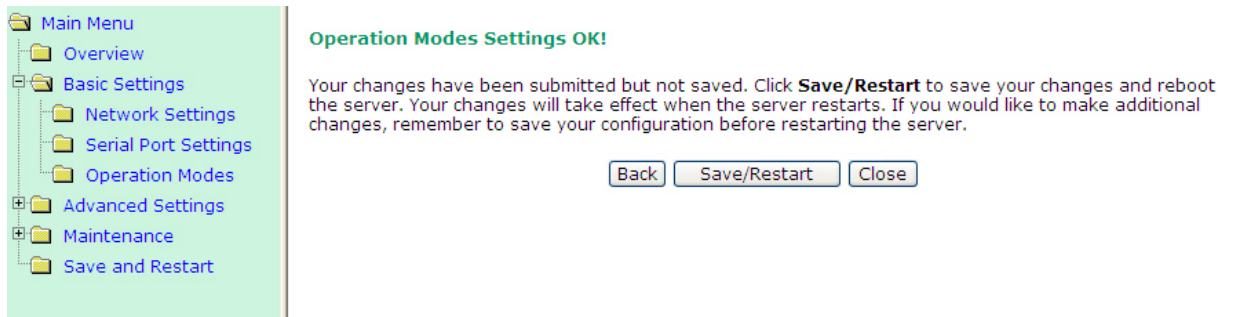 Main Menu
Overview
Basic Settings
Network Settings
Serial Port Settings
Operation Modes
Advanced Settings
Maintenance
Save and Restart
Operation Modes Settings OK!
Your changes have been submitted but not saved. Click Save/Restart to save your changes and reboot
the server. Your changes will take effect when the server restarts. If you would like to make additional
changes, remember to save your configuration before restarting the server.
Back Save/Restart Close